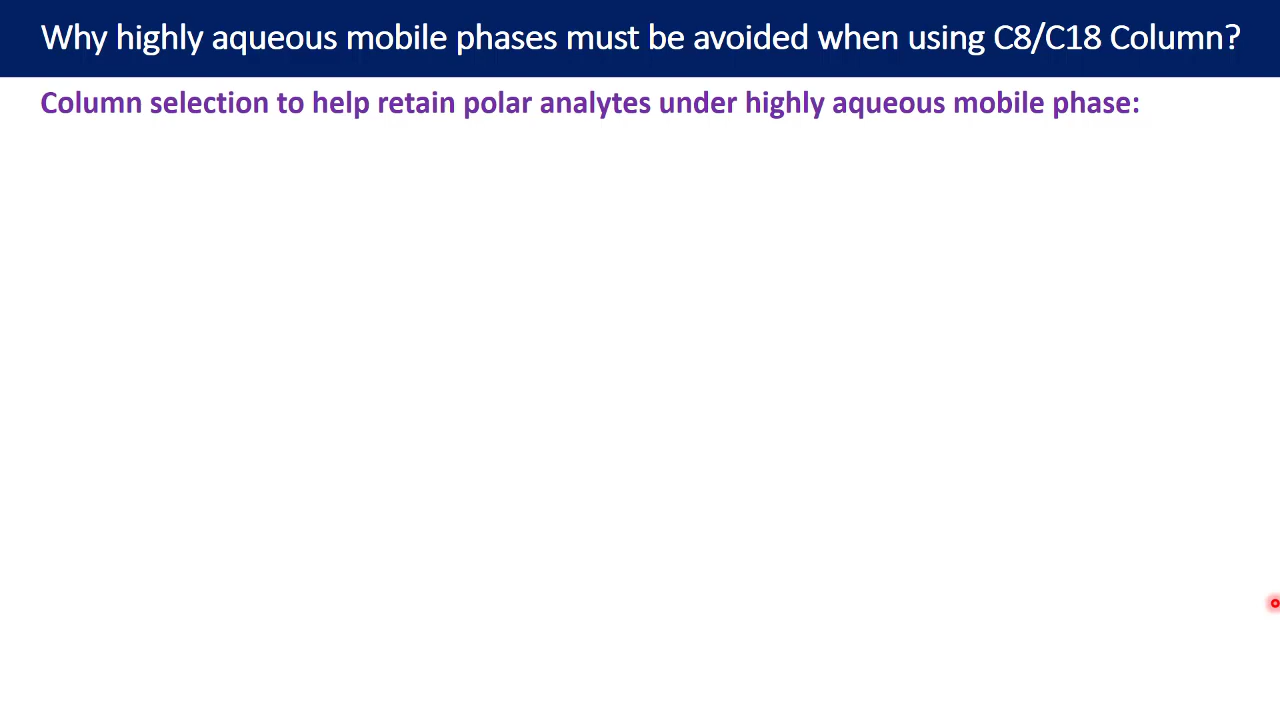 Why highly aqueous mobile phases must be avoided when using C8/C18 Column?
Column selection to help retain polar analytes under highly aqueous mobile phase: